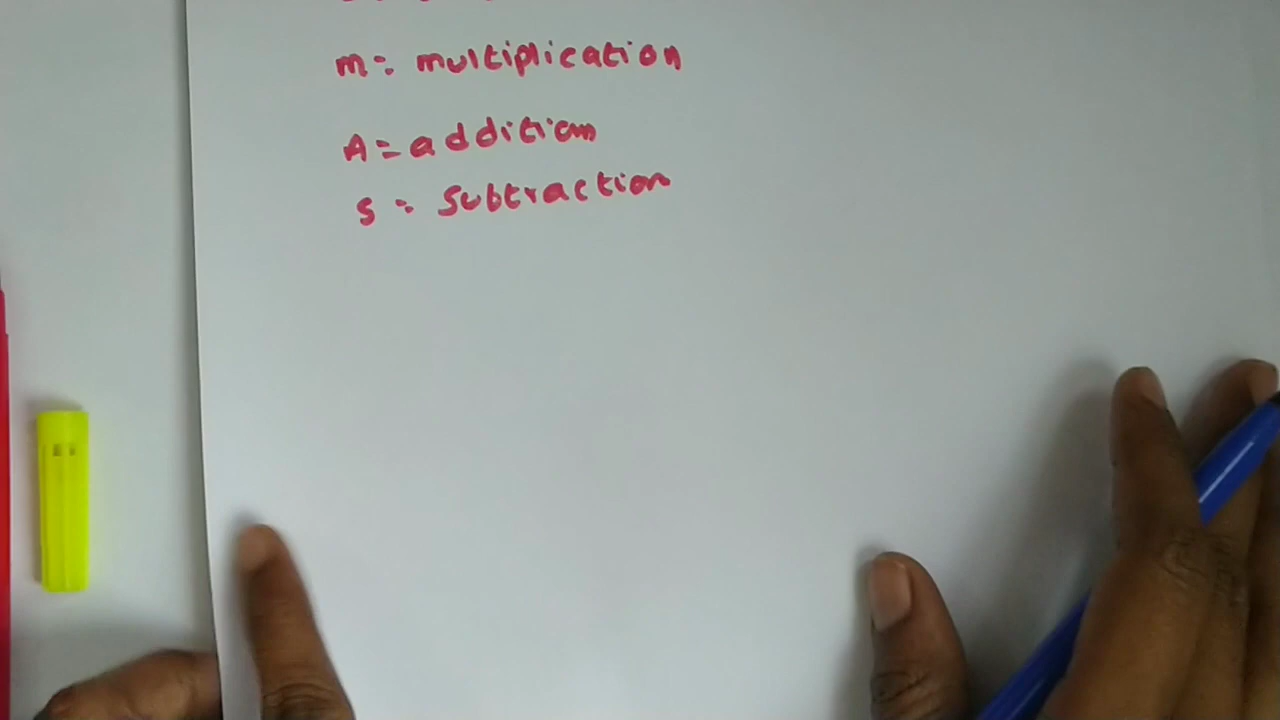 m = multiplication
A = addition
S = Subtraction